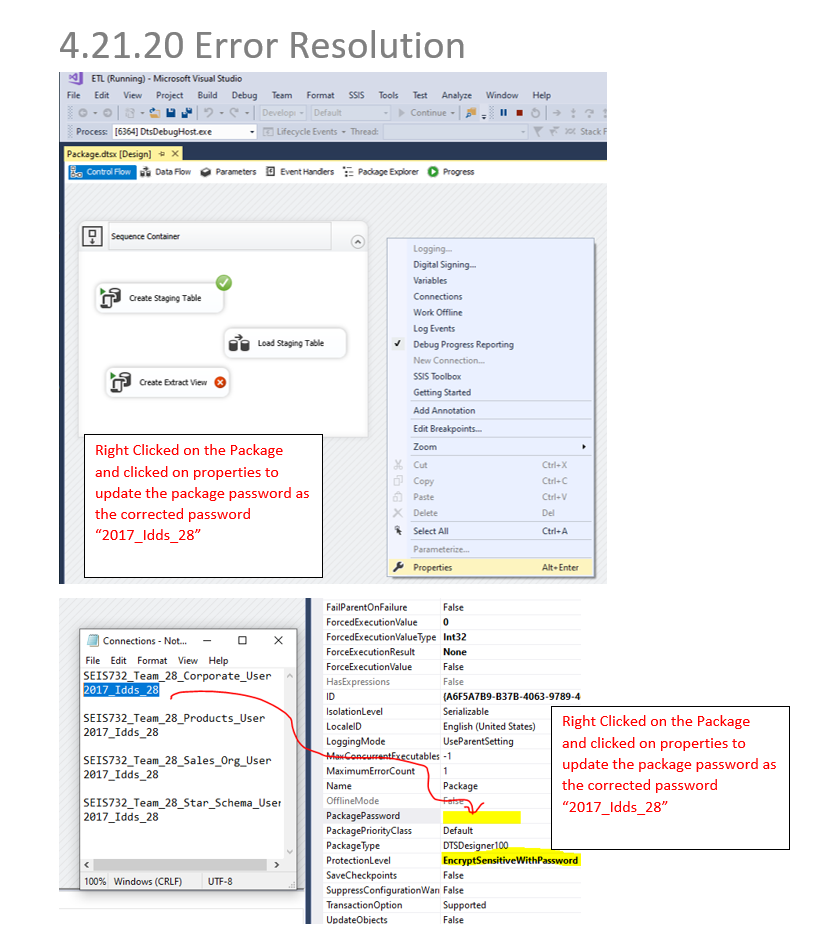 4.21.20 Error Resolution
ETL (Running) - Microsoft Visual Studio
File Edit View Project Build Debug Team Format SSIS Tools Test Analyze Window Help
Develop Default Continue
Process: [6364] DtsDebugHost.exe Lifecycle Events Thread: Stack F
Package.dtsx [Design]
Control Flow Data Flow Parameters Event Handlers Package Explorer Progress
Sequence Container
Create Staging Table
Load Staging Table
Create Extract View
Logging...
Digital Signing...
Variables
Connections
Work Offline
Log Events
Debug Progress Reporting
New Connection...
SSIS Toolbox
Getting Started
Add Annotation
Edit Breakpoints...
Zoom
Cut Ctrl+X
Copy Ctrl+C
Paste Ctrl+V
Delete Del
Select All Ctrl+A
Parameterize...
Properties Alt+Enter
Right Clicked on the Package
and clicked on properties to
update the package password as
the corrected password
“2017_Idds_28”
Connections - Not...
File Edit Format View Help
SEIS732_Team_28_Corporate_User
2017_Idds_28
SEIS732_Team_28_Products_User
2017_Idds_28
SEIS732_Team_28_Sales_Org_User
2017_Idds_28
SEIS732_Team_28_Star_Schema_User
2017_Idds_28
100% Windows (CRLF) UTF-8
FailParentOnFailure False
ForcedExecutionValue 0
ForcedExecutionValueType Int32
ForceExecutionResult None
ForceExecutionValue False
HasExpressions False
ID {A6F5A7B9-B37B-4063-9789-4
IsolationLevel Serializable
LocaleID English (United States)
LoggingMode UseParentSetting
MaxConcurrentExecutables -1
MaximumErrorCount 1
Name Package
OfflineMode False
PackagePassword
PackagePriorityClass Default
PackageType DTSDesigner100
ProtectionLevel EncryptSensitiveWithPassword
SaveCheckpoints False
SuppressConfigurationWarn False
TransactionOption Supported
UpdateObjects False
Right Clicked on the Package
and clicked on properties to
update the package password as
the corrected password
“2017_Idds_28”